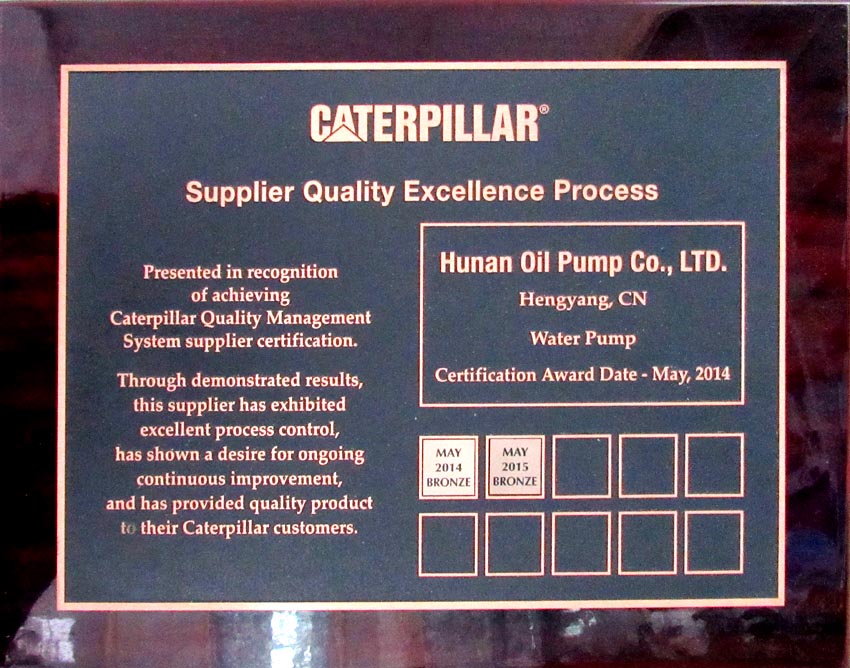 CATERPILLAR®
Supplier Quality Excellence Process
Presented in recognition
of achieving
Caterpillar Quality Management
System supplier certification.
Through demonstrated results,
this supplier has exhibited
excellent process control,
has shown a desire for ongoing
continuous improvement,
and has provided quality product
to their Caterpillar customers.
Hunan Oil Pump Co., LTD.
Hengyang, CN
Water Pump
Certification Award Date - May, 2014
MAY
2014
BRONZE
MAY
2015
BRONZE